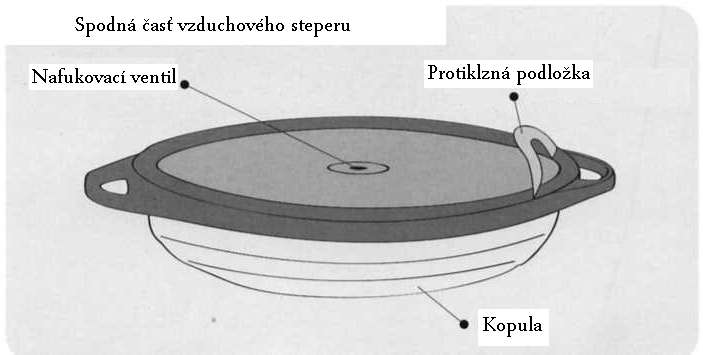 Spodná časť vzduchového steperu
Nafukovací ventil
Protiklzná podložka
Kopula